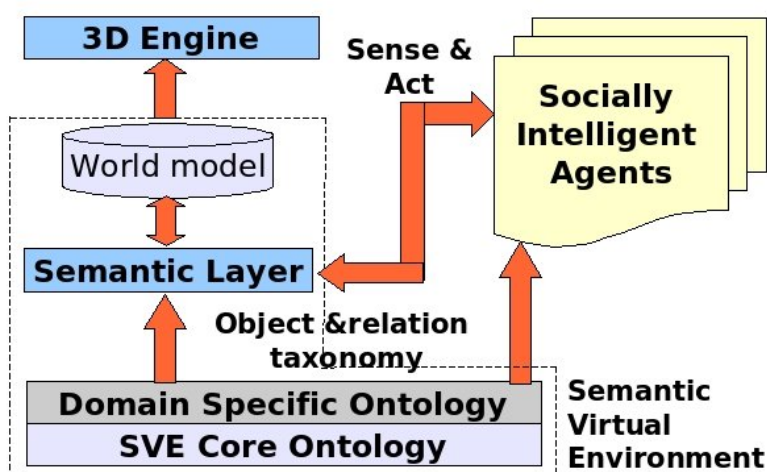 3D Engine
Sense &
Act
Socially
Intelligent
Agents
World model
Semantic Layer
Object &relation
taxonomy
Domain Specific Ontology
SVE Core Ontology
Semantic
Virtual
Environment